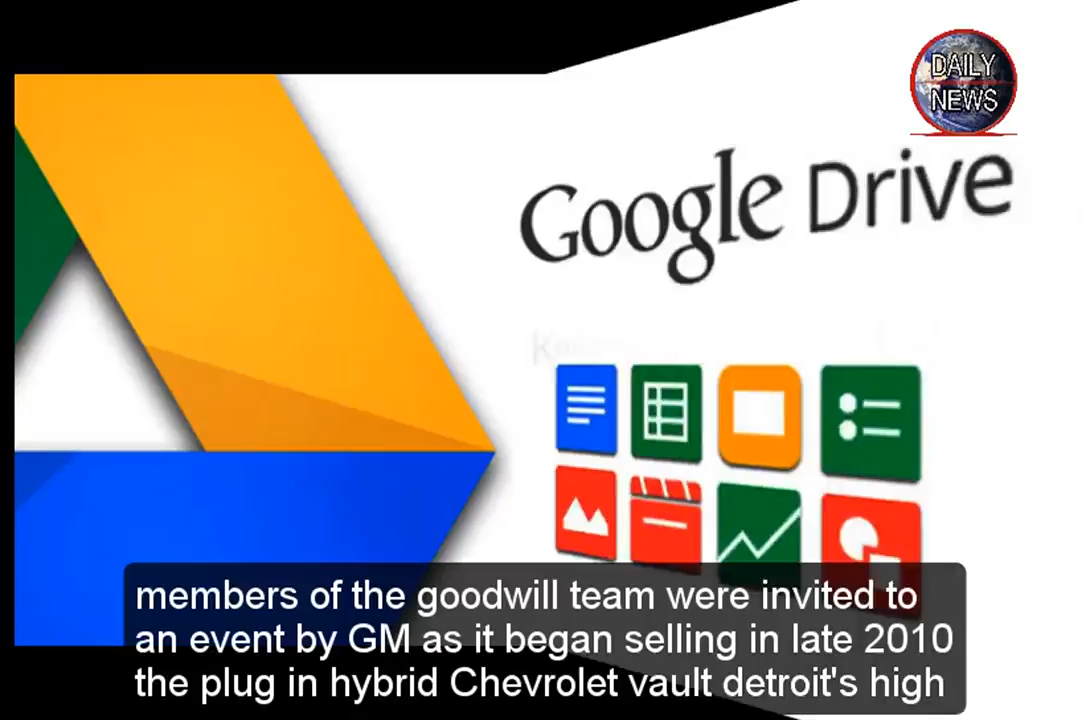 DAILY
NEWS
Google Drive
members of the goodwill team were invited to
an event by GM as it began selling in late 2010
the plug in hybrid Chevrolet vault detroit's high